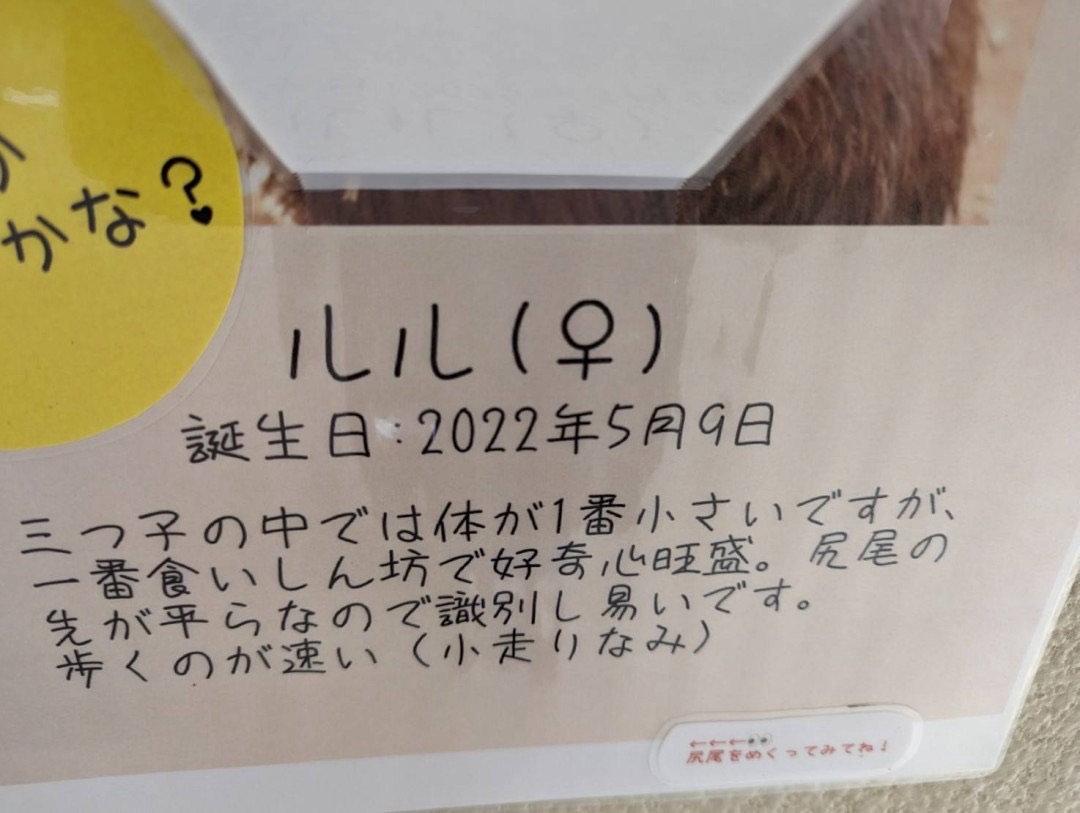 かな?
ルル(♀)
誕生日:2022年5月9日
三つ子の中では体が1番小さいですが、
一番食いしん坊で好奇心旺盛。尻尾の
先が平らなので識別し易いです。
歩くのが速い(小走りなみ)
←←←
尻尾をめくってみてね!